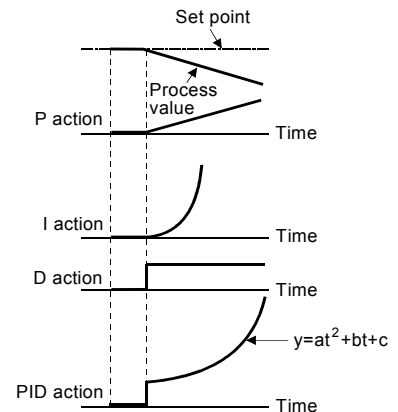 Set point
Process
value
P action
Time
I action
Time
D action
Time
y=at²+bt+c
PID action
Time